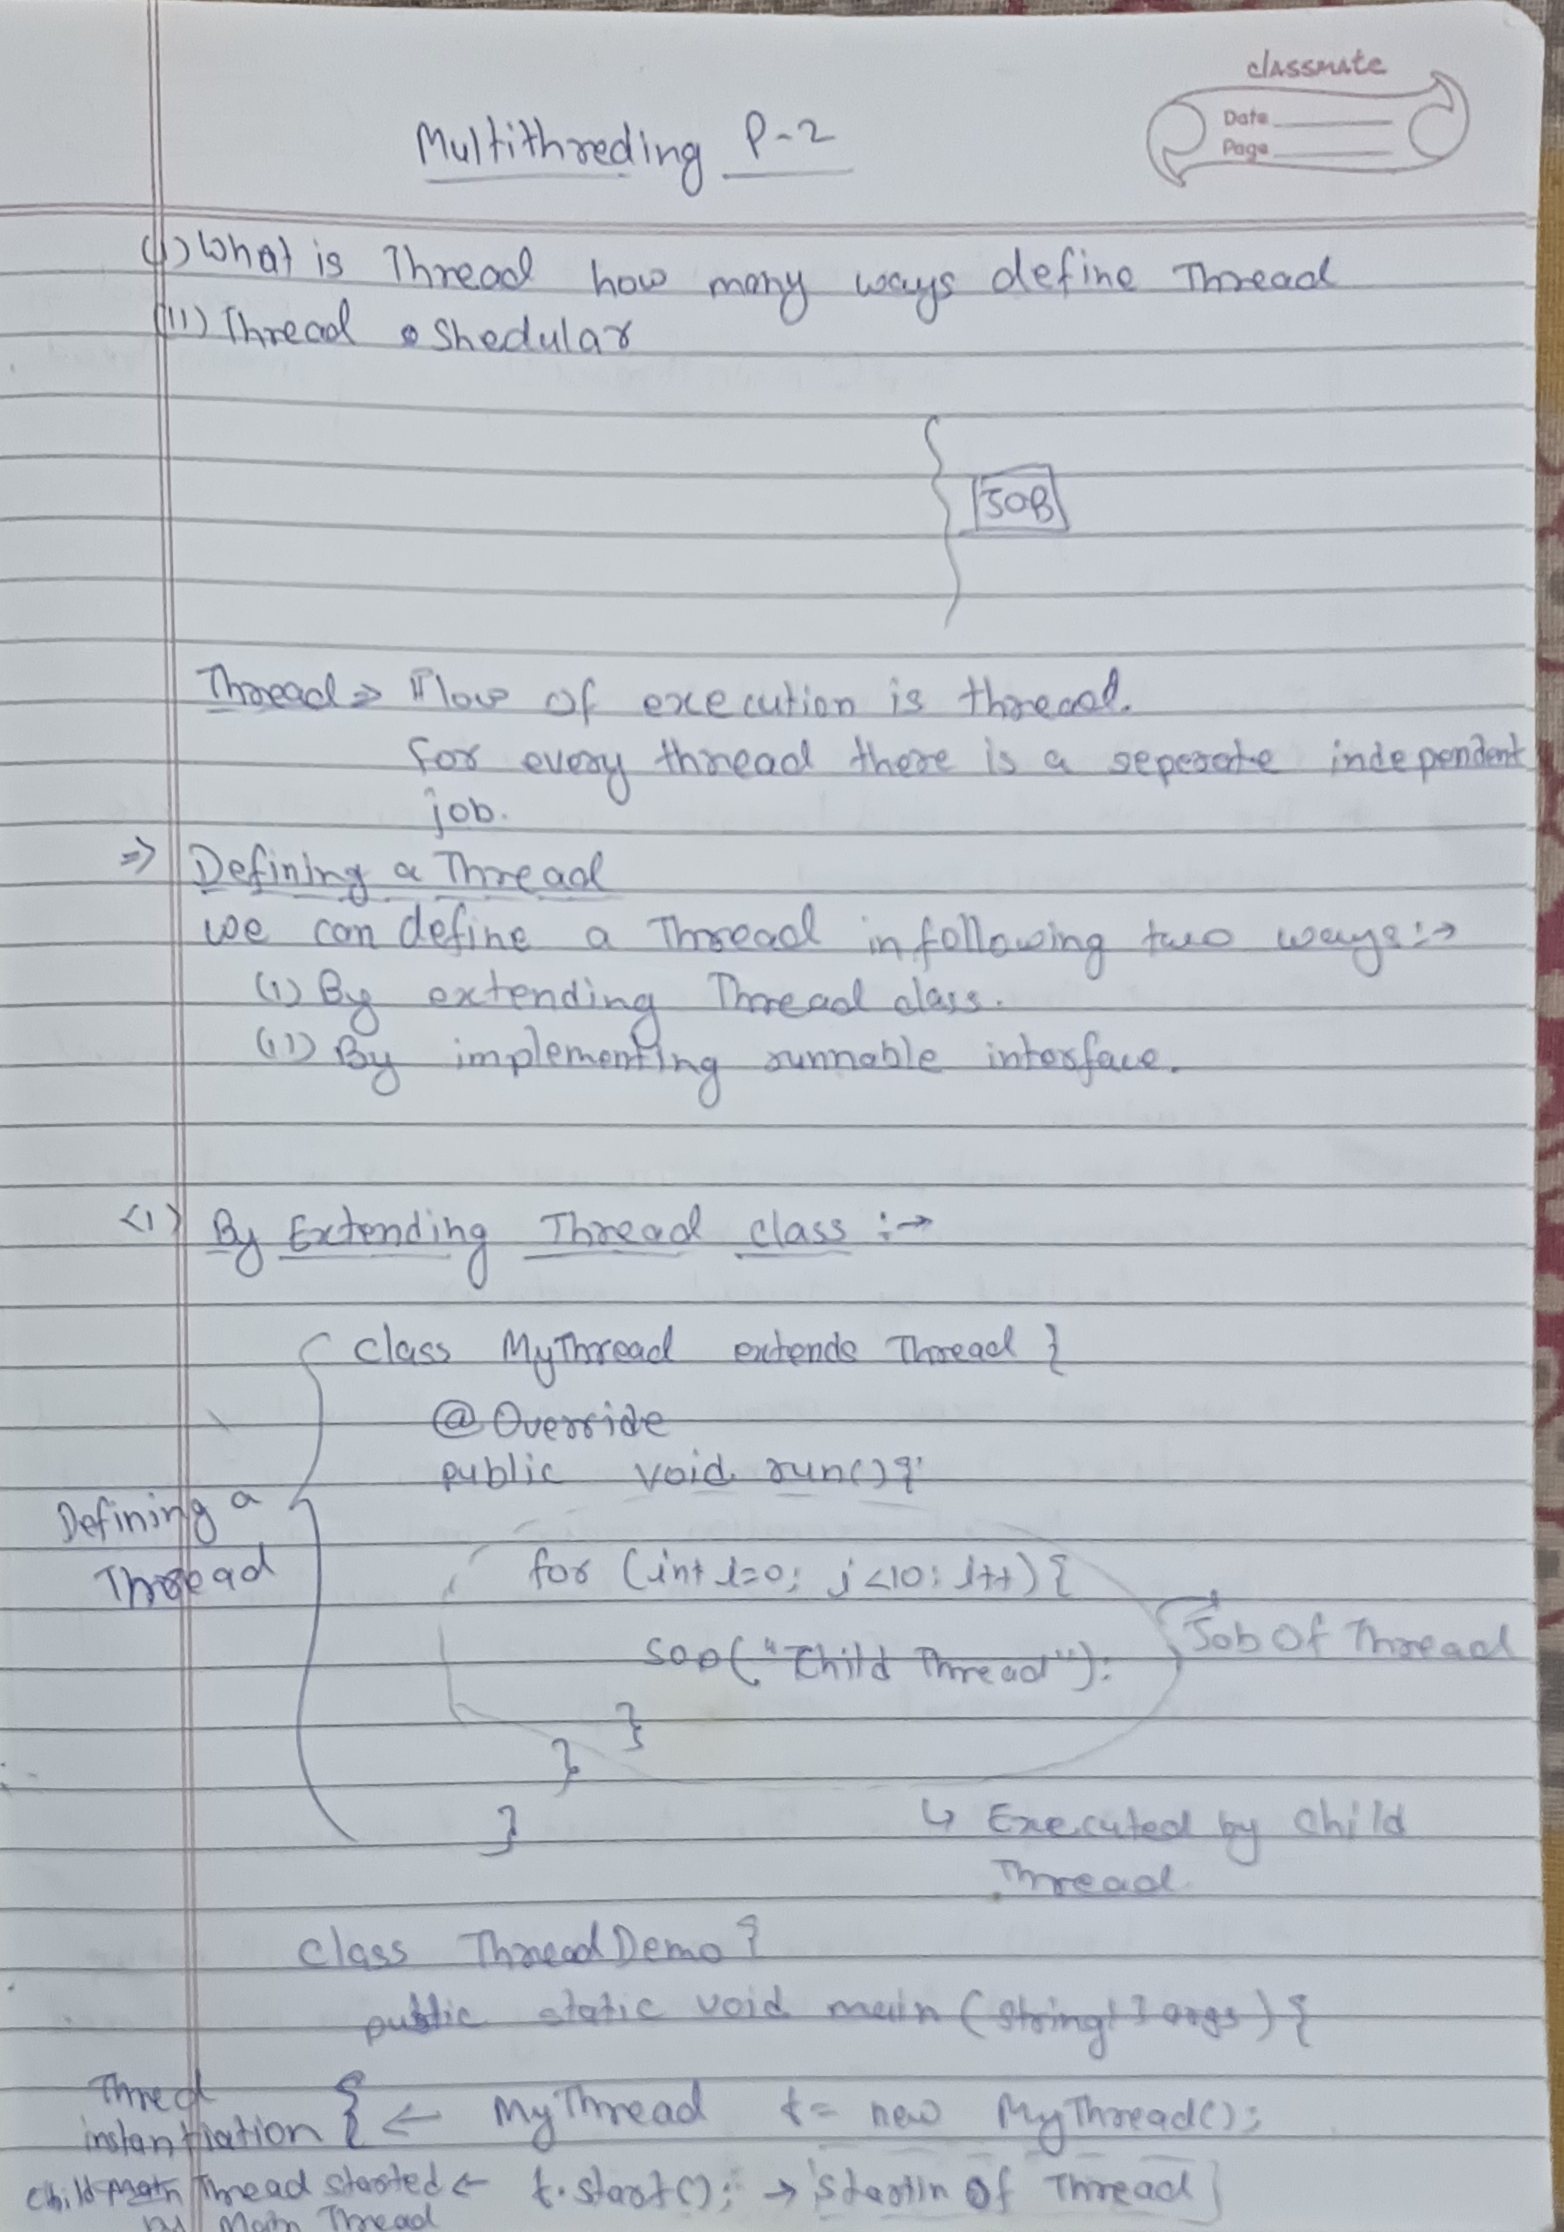 classmate
Date
Page
Multithreding P-2
(I) What is Thread how many ways define Thread
(II) Thread Shedular
JOB
Thread ⇒ Flow of execution is thread.
for every thread there is a seperate independent
job.
⇒ Defining a Thread
we can define a Thread in following two ways :→
(I) By extending Thread class.
(II) By implementing runnable interface.
(1) By Extending Thread class :→
class MyThread extends Thread {
@Override
public void run() {
Defining a
Thread
for (int i=0; i<10; i++) {
sop("Child Thread");
Job Of Thread
}
}
}
↳ Executed by child
Thread.
class ThreadDemo {
public static void main (String[] args) {
Thred
instantiation { ← MyThread t = new MyThread();
Child Thread started ← t.start(); → Startin Of Thread
by Main Thread